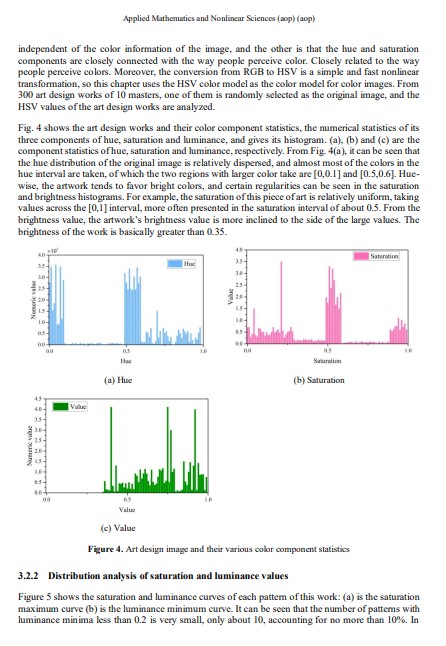 Applied Mathematics and Nonlinear Sciences (aop) (aop)
independent of the color information of the image, and the other is that the hue and saturation
components are closely connected with the way people perceive color. Closely related to the way
people perceive colors. Moreover, the conversion from RGB to HSV is a simple and fast nonlinear
transformation, so this chapter uses the HSV color model as the color model for color images. From
300 art design works of 10 masters, one of them is randomly selected as the original image, and the
HSV values of the art design works are analyzed.
Fig. 4 shows the art design works and their color component statistics, the numerical statistics of its
three components of hue, saturation and luminance, and gives its histogram. (a), (b) and (c) are the
component statistics of hue, saturation and luminance, respectively. From Fig. 4(a), it can be seen that
the hue distribution of the original image is relatively dispersed, and almost most of the colors in the
hue interval are taken, of which the two regions with larger color take are [0,0.1] and [0.5,0.6]. Hue-
wise, the artwork tends to favor bright colors, and certain regularities can be seen in the saturation
and brightness histograms. For example, the saturation of this piece of art is relatively uniform, taking
values across the [0,1] interval, more often presented in the saturation interval of about 0.5. From the
brightness value, the artwork's brightness value is more inclined to the side of the large values. The
brightness of the work is basically greater than 0.35.
4.0
3.5
3.0
2.5
2.0
1.5
1.0
0.5
0.0
Numeric value
Hue
0.0 0.5 1.0
Hue
(a) Hue
4.0
3.5
3.0
2.5
2.0
1.5
1.0
0.5
0.0
Value
Saturation
0.0 0.5 1.0
Saturation
(b) Saturation
4.5
4.0
3.5
3.0
2.5
2.0
1.5
1.0
0.5
0.0
Numeric value
Value
0.0 0.5 1.0
Value
(c) Value
Figure 4. Art design image and their various color component statistics
3.2.2 Distribution analysis of saturation and luminance values
Figure 5 shows the saturation and luminance curves of each pattern of this work: (a) is the saturation
maximum curve (b) is the luminance minimum curve. It can be seen that the number of patterns with
luminance minima less than 0.2 is very small, only about 10, accounting for no more than 10%. In